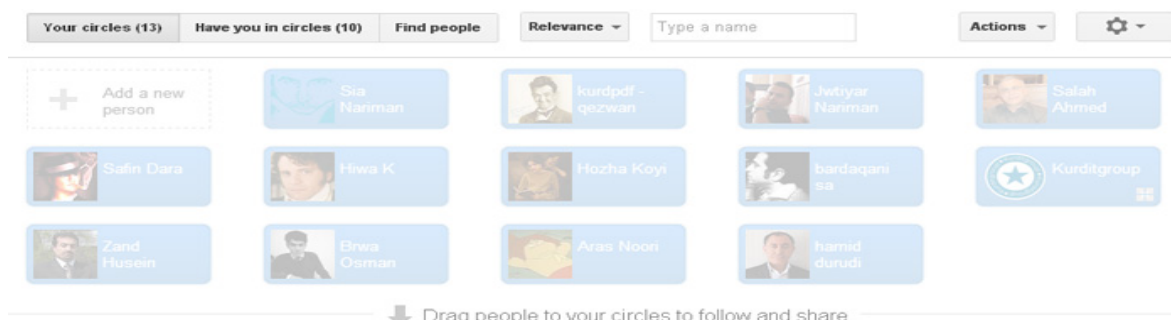 Your circles (13) Have you in circles (10) Find people Relevance Type a name Actions
Add a new
person
Sia
Nariman
kurdpdf -
qezwan
Jwtiyar
Nariman
Salah
Ahmed
Safin Dara
Hiwa K
Hozha Koyi
bardaqani
sa
Kurditgroup
Zand
Husein
Brwa
Osman
Aras Noori
hamid
durudi
Drag people to your circles to follow and share